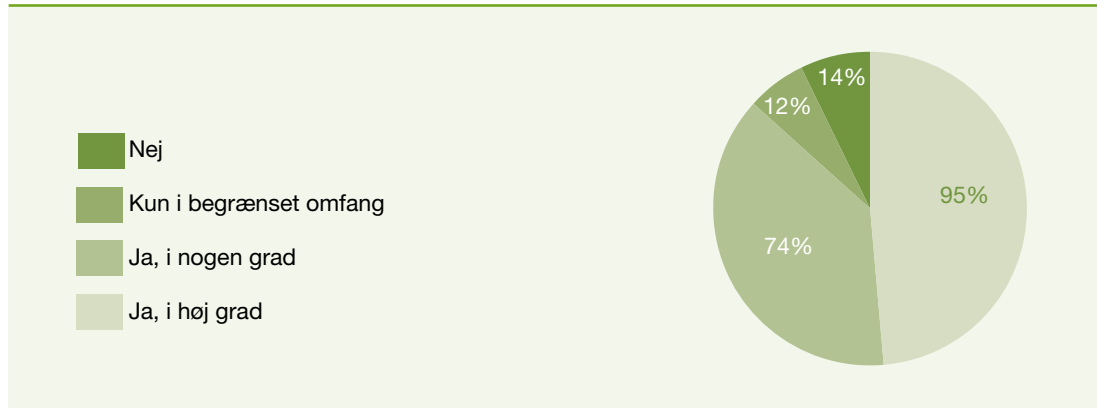 Nej
Kun i begrænset omfang
Ja, i nogen grad
Ja, i høj grad
14%
12%
95%
74%